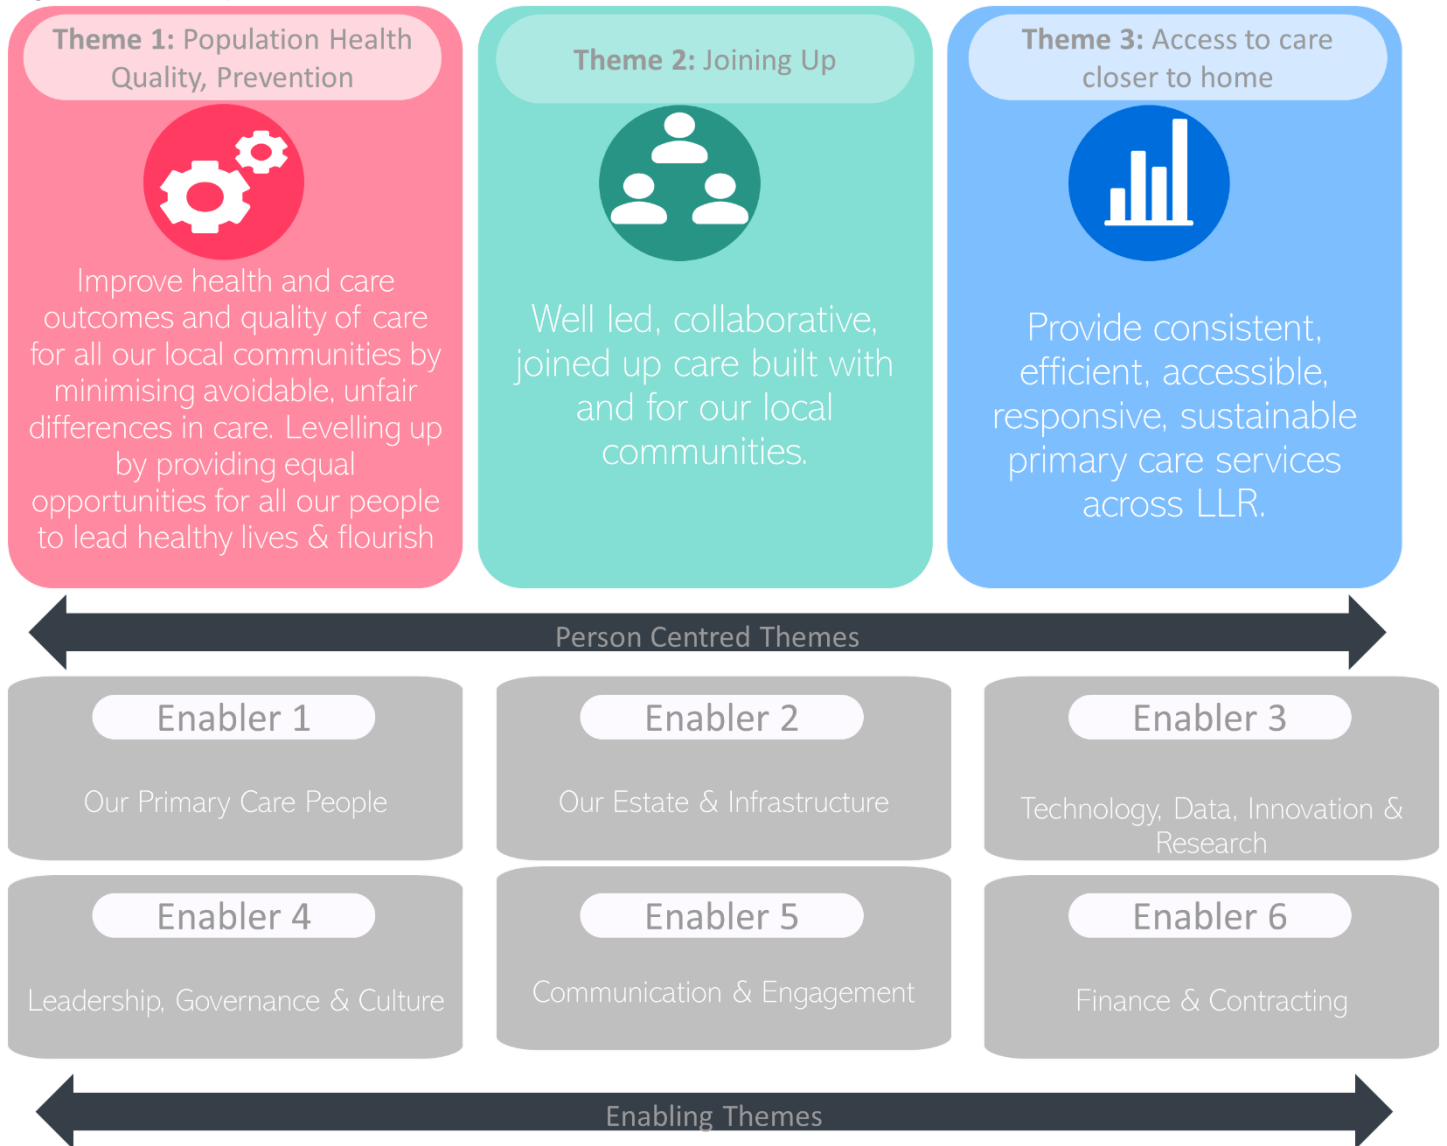 Theme 1: Population Health
Quality, Prevention
Improve health and care
outcomes and quality of care
for all our local communities by
minimising avoidable, unfair
differences in care. Levelling up
by providing equal
opportunities for all our people
to lead healthy lives & flourish
Theme 2: Joining Up
Well led, collaborative,
joined up care built with
and for our local
communities.
Theme 3: Access to care
closer to home
Provide consistent,
efficient, accessible,
responsive, sustainable
primary care services
across LLR.
Person Centred Themes
Enabler 1
Our Primary Care People
Enabler 2
Our Estate & Infrastructure
Enabler 3
Technology, Data, Innovation &
Research
Enabler 4
Leadership, Governance & Culture
Enabler 5
Communication & Engagement
Enabler 6
Finance & Contracting
Enabling Themes